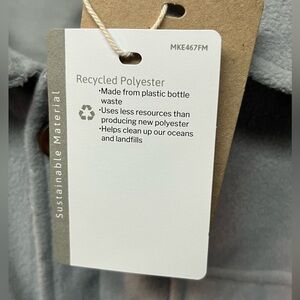 MKE467FM
Recycled Polyester
•Made from plastic bottle
waste
•Uses less resources than
producing new polyester
•Helps clean up our oceans
and landfills
Sustainable Material